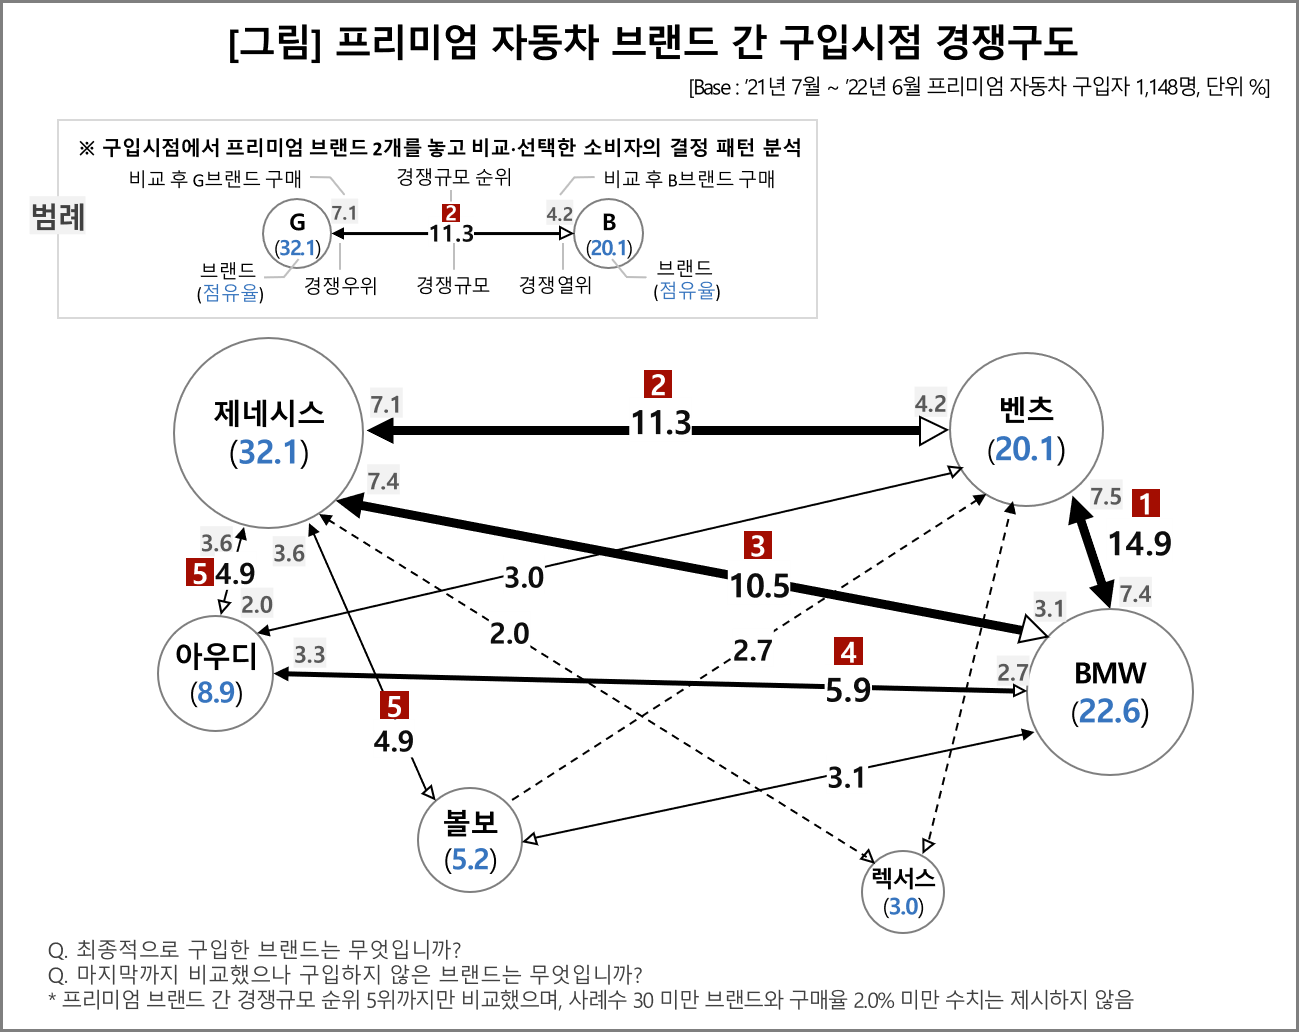 [그림] 프리미엄 자동차 브랜드 간 구입시점 경쟁구도
[Base : ’21년 7월 ~ ’22년 6월 프리미엄 자동차 구입자 1,148명, 단위 %]
※ 구입시점에서 프리미엄 브랜드 2개를 놓고 비교·선택한 소비자의 결정 패턴 분석
비교 후 G브랜드 구매
경쟁규모 순위
비교 후 B브랜드 구매
범례
G
(32.1)
7.1
2
11.3
4.2
B
(20.1)
브랜드
(점유율)
경쟁우위
경쟁규모
경쟁열위
브랜드
(점유율)
제네시스
(32.1)
7.1
2
11.3
4.2
벤츠
(20.1)
7.4
7.5
1
14.9
7.4
3.6
5
4.9
3.6
2.0
3.0
3
10.5
3.1
2.0
2.7
아우디
(8.9)
3.3
4
5.9
2.7
BMW
(22.6)
5
4.9
3.1
볼보
(5.2)
렉서스
(3.0)
Q. 최종적으로 구입한 브랜드는 무엇입니까?
Q. 마지막까지 비교했으나 구입하지 않은 브랜드는 무엇입니까?
* 프리미엄 브랜드 간 경쟁규모 순위 5위까지만 비교했으며, 사례수 30 미만 브랜드와 구매율 2.0% 미만 수치는 제시하지 않음